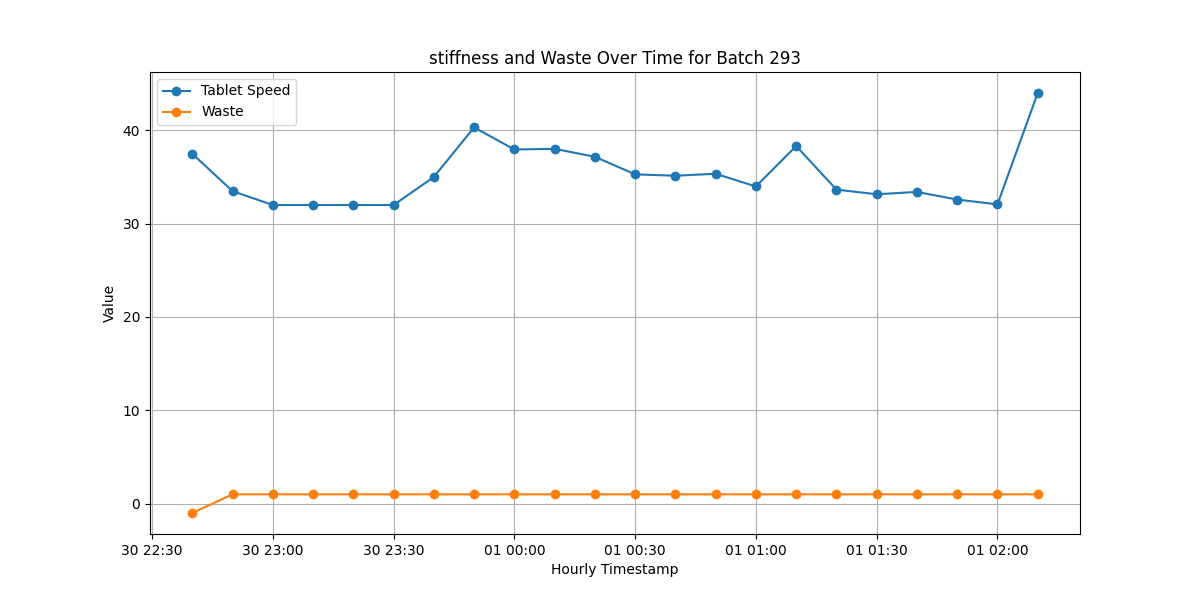 stiffness and Waste Over Time for Batch 293
Tablet Speed
Waste
Value
40
30
20
10
0
30 22:30 30 23:00 30 23:30 01 00:00 01 00:30 01 01:00 01 01:30 01 02:00
Hourly Timestamp